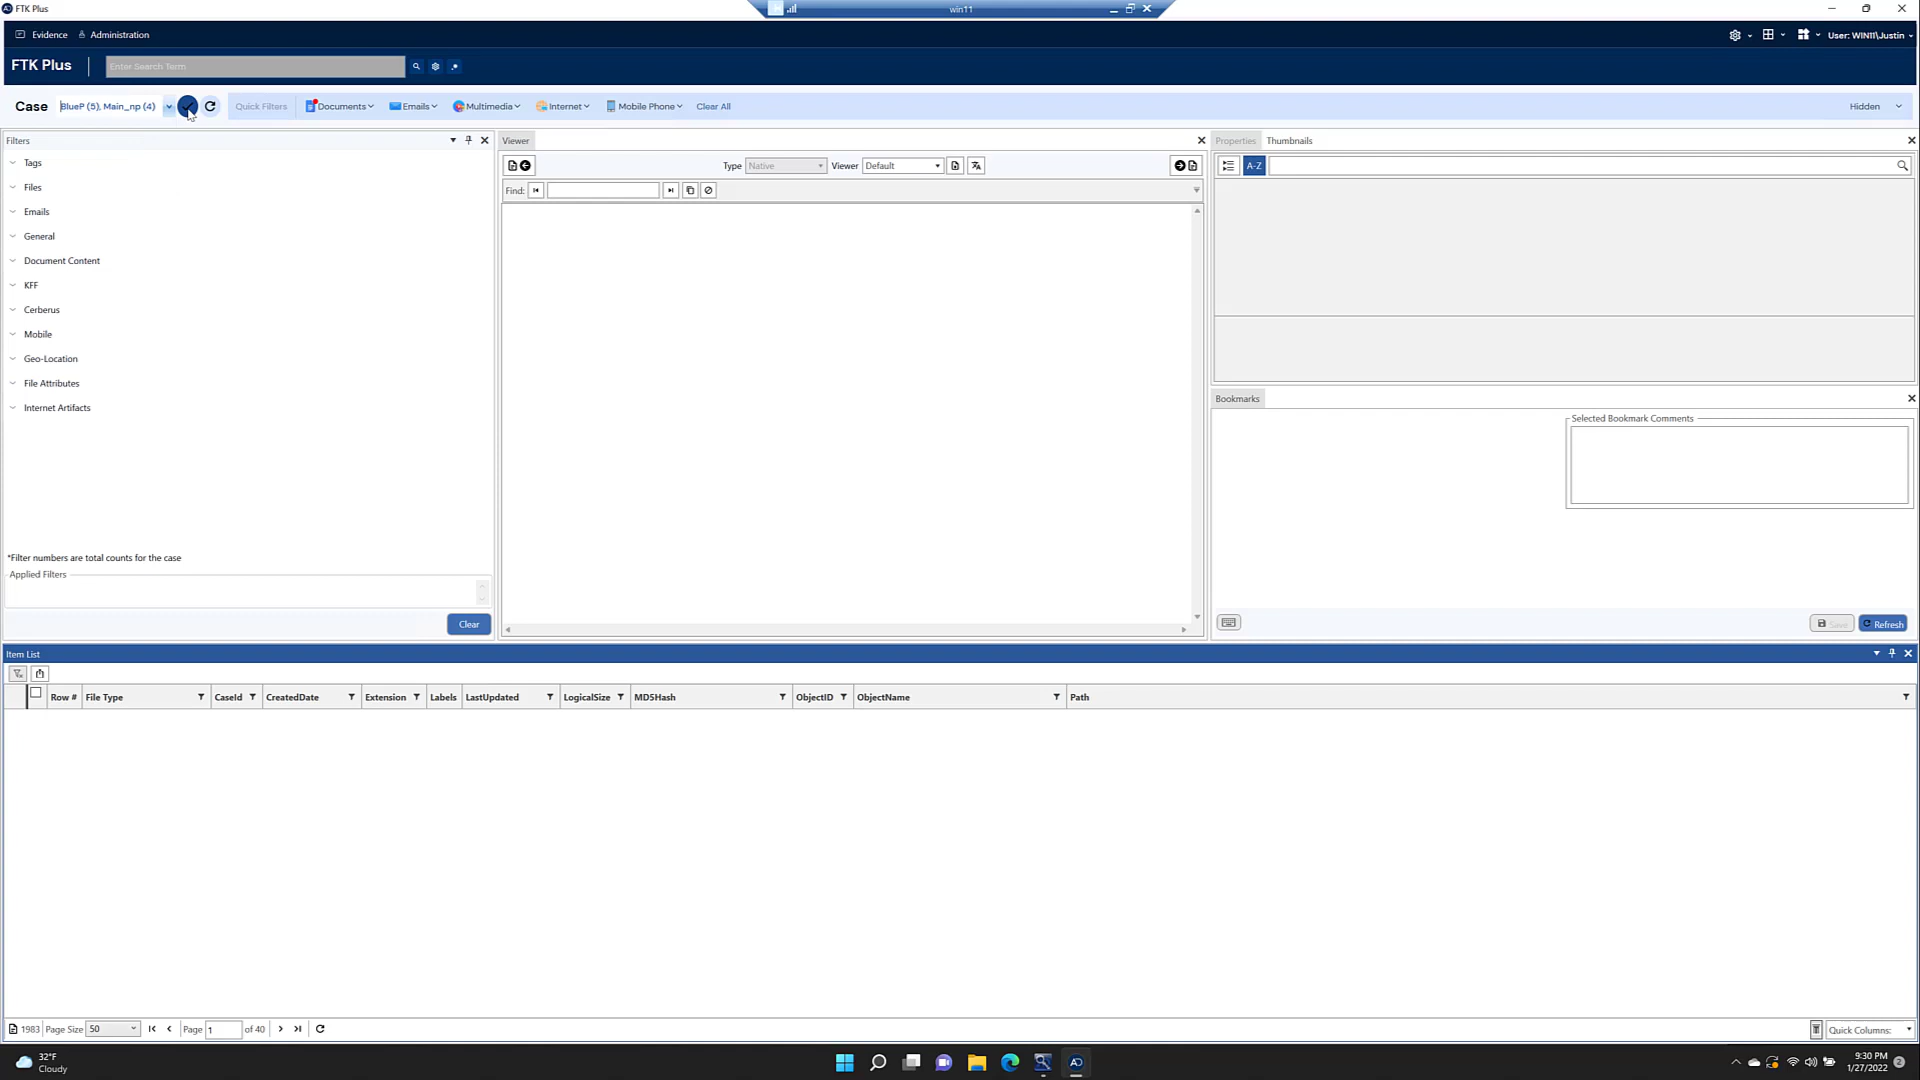 FTK Plus
win11
Evidence
Administration
User: WIN11\Justin
FTK Plus
Enter Search Term
Case
BlueP (5), Main_np (4)
Quick Filters
Documents
Emails
Multimedia
Internet
Mobile Phone
Clear All
Hidden
Filters
Viewer
Properties
Thumbnails
Tags
Files
Emails
General
Document Content
KFF
Cerberus
Mobile
Geo-Location
File Attributes
Internet Artifacts
*Filter numbers are total counts for the case
Applied Filters
Clear
Type
Native
Viewer
Default
Find:
A-Z
Bookmarks
Selected Bookmark Comments
Save
Refresh
Item List
Row # File Type CaseId CreatedDate Extension Labels LastUpdated LogicalSize MD5Hash ObjectID ObjectName Path
1983 Page Size 50 Page 1 of 40
Quick Columns:
32°F
Cloudy
9:30 PM
1/27/2022
2